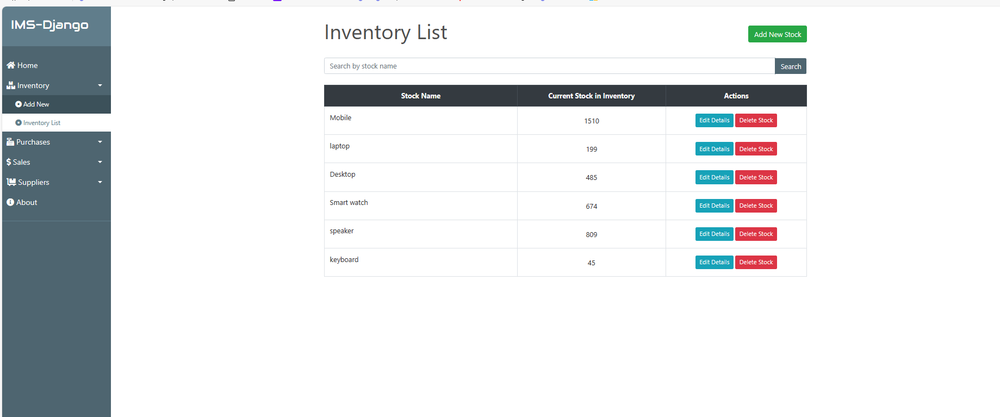 IMS-Django
Home
Inventory
Add New
Inventory List
Purchases
Sales
Suppliers
About
Inventory List
Add New Stock
Search by stock name
Search
Stock Name Current Stock in Inventory Actions
Mobile 1510 Edit Details Delete Stock
laptop 199 Edit Details Delete Stock
Desktop 485 Edit Details Delete Stock
Smart watch 674 Edit Details Delete Stock
speaker 809 Edit Details Delete Stock
keyboard 45 Edit Details Delete Stock